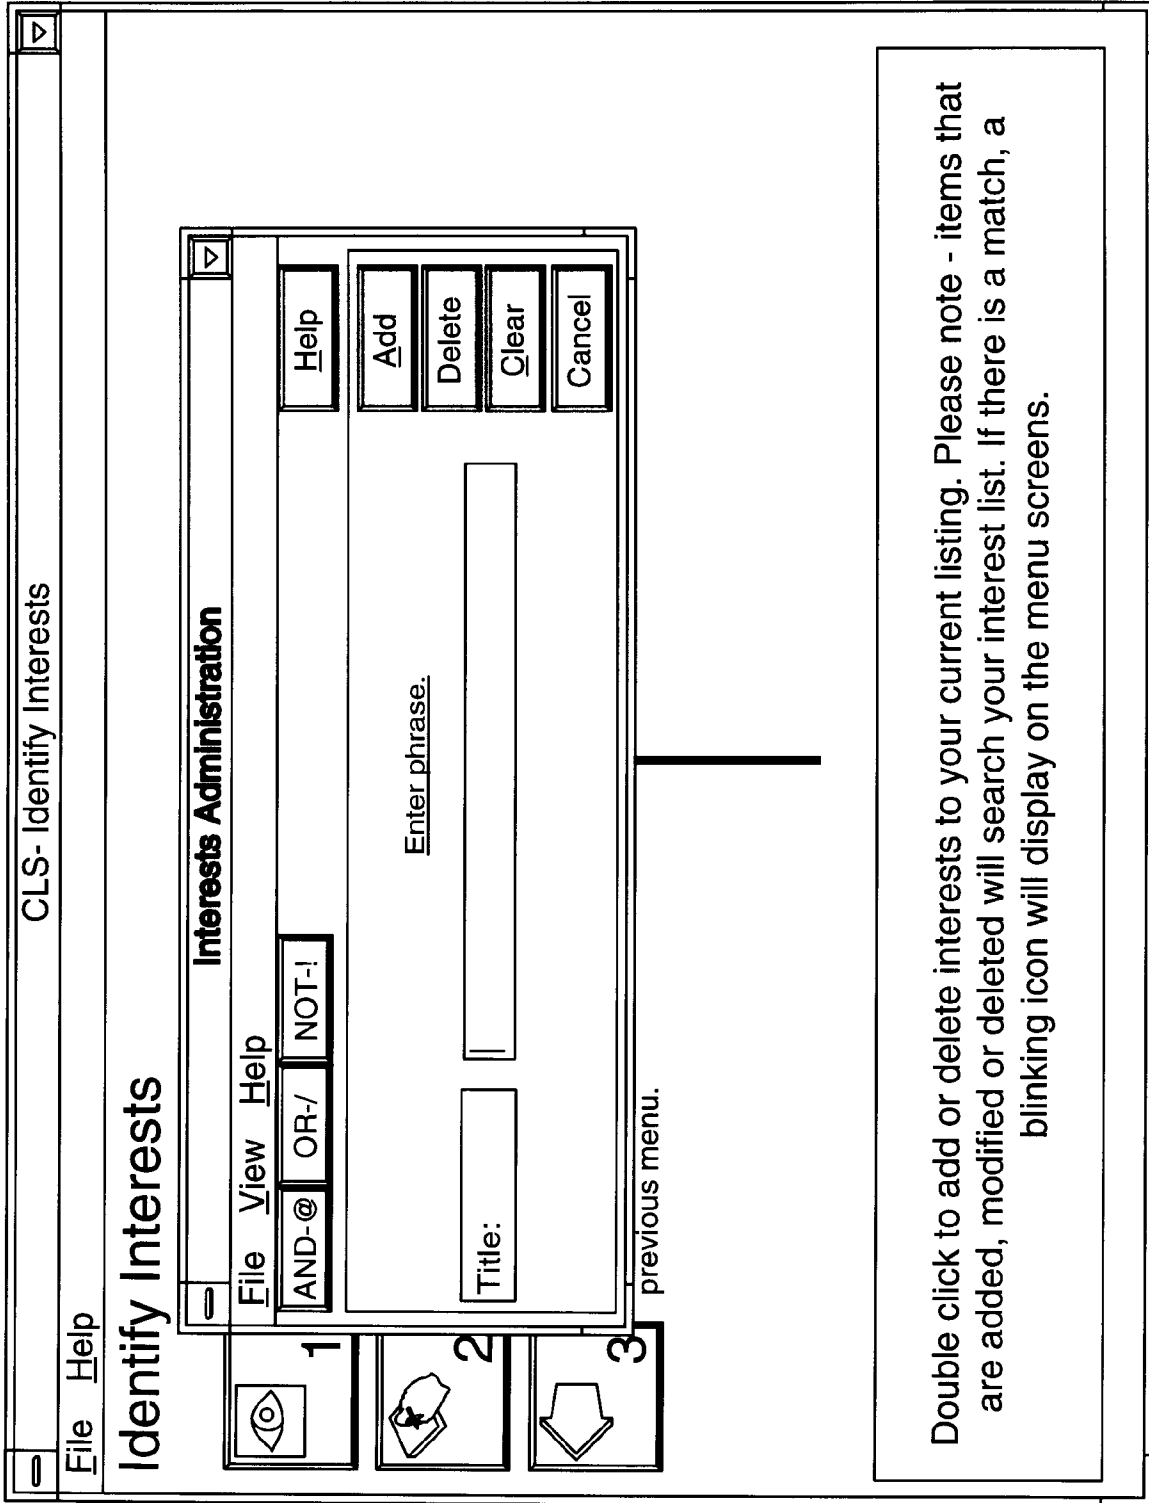 CLS- Identify Interests
File Help
Identify Interests
Interests Administration
File View Help
AND-@ OR-/ NOT-! Help
Enter phrase.
Title:
Add
Delete
Clear
Cancel
1
2
3
previous menu.
Double click to add or delete interests to your current listing. Please note - items that
are added, modified or deleted will search your interest list. If there is a match, a
blinking icon will display on the menu screens.